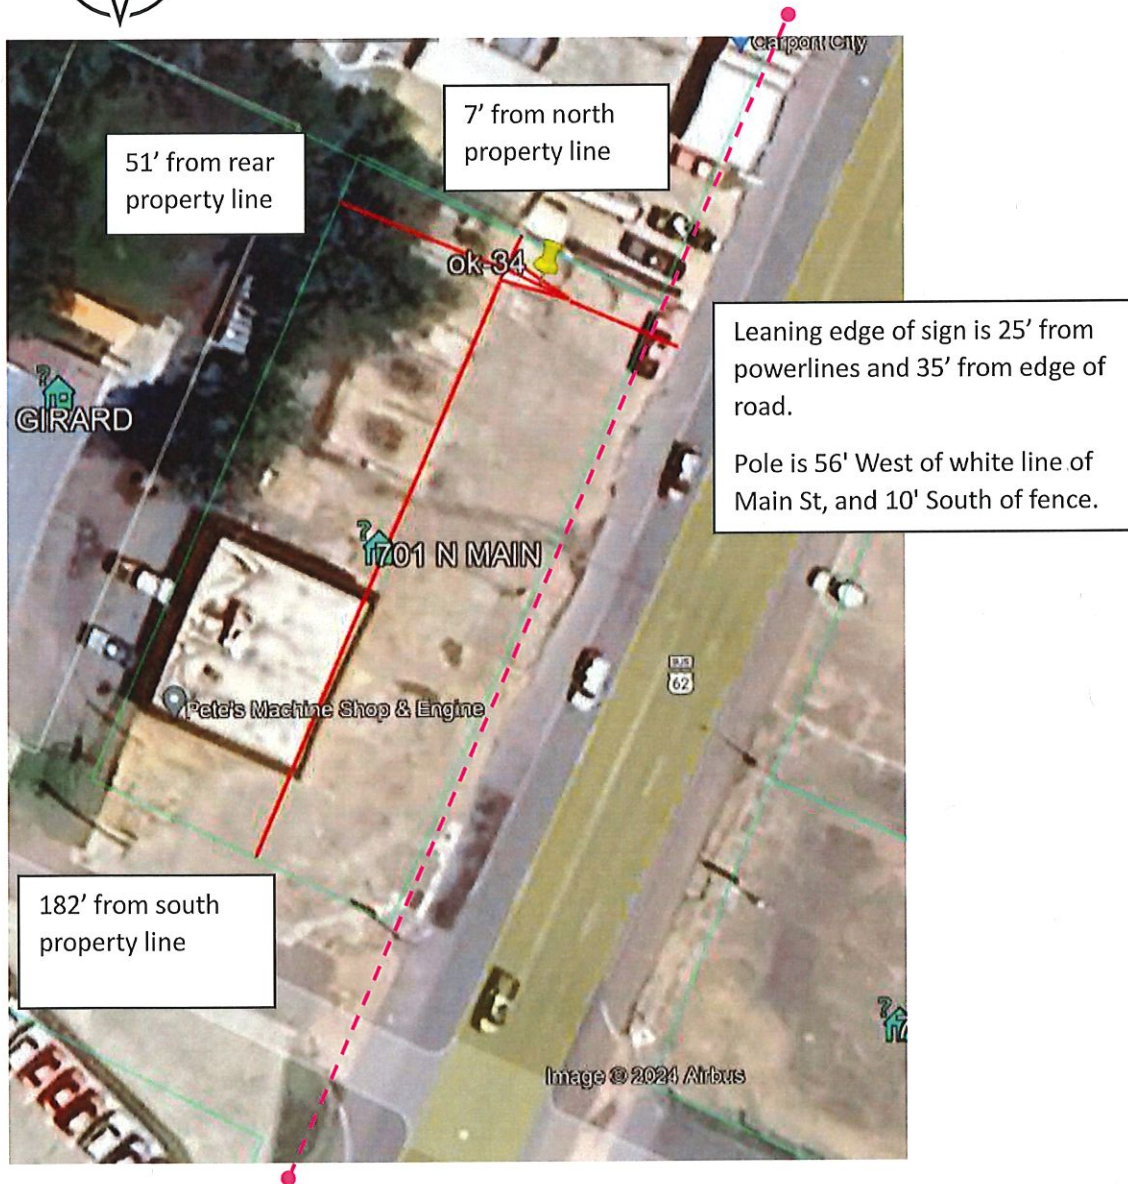 Carport City
7’ from north
property line
51’ from rear
property line
ok-34
Leaning edge of sign is 25’ from
powerlines and 35’ from edge of
road.
Pole is 56' West of white line of
Main St, and 10' South of fence.
?
GIRARD
?
1701 N MAIN
BUS
62
Pete's Machine Shop & Engine
182’ from south
property line
?
Image © 2024 Airbus